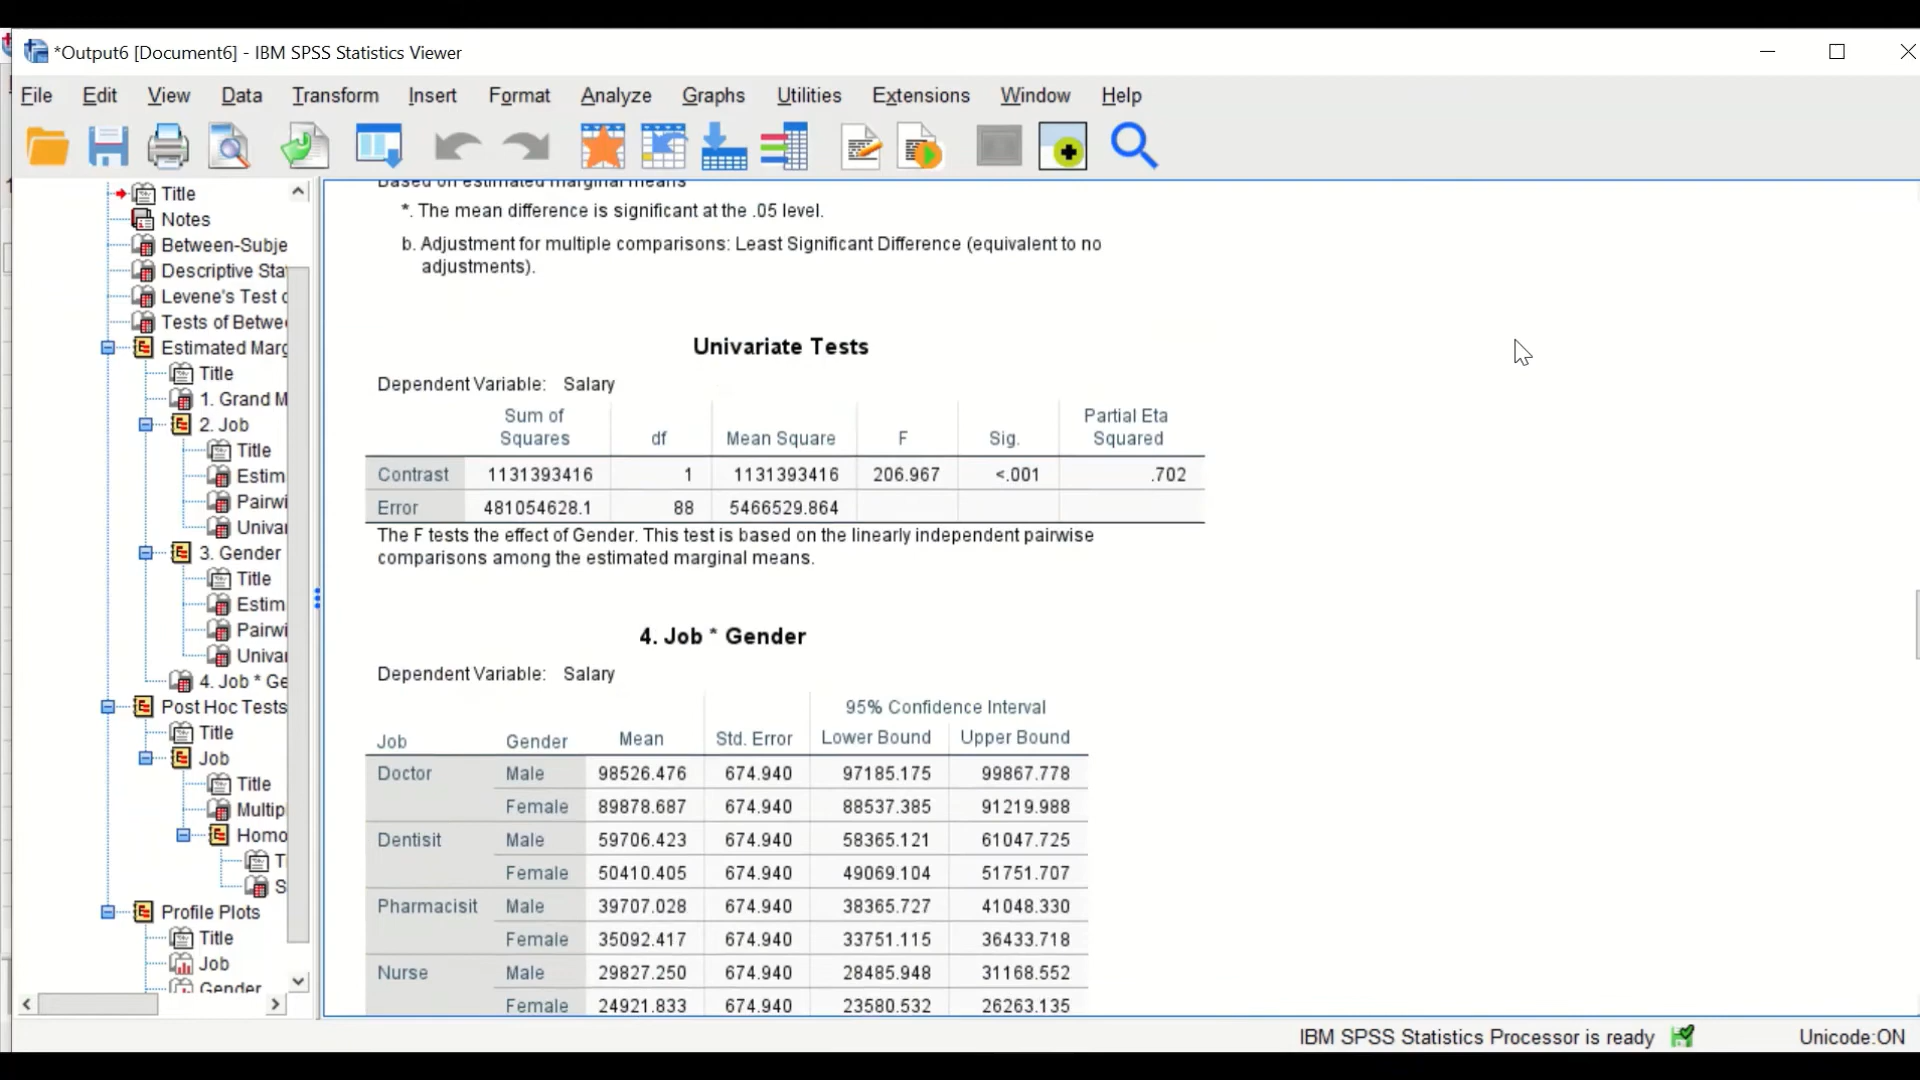 *Output6 [Document6] - IBM SPSS Statistics Viewer
File Edit View Data Transform Insert Format Analyze Graphs Utilities Extensions Window Help
Title
Notes
Between-Subje
Descriptive Sta
Levene's Test
Tests of Betwe
Estimated Marg
Title
1. Grand M
2. Job
Title
Estim
Pairwi
Univar
3. Gender
Title
Estim
Pairwi
Univar
4. Job * Ge
Post Hoc Tests
Title
Job
Title
Multip
Homo
T
S
Profile Plots
Title
Job
Gender
Based on estimated marginal means
*. The mean difference is significant at the .05 level.
b. Adjustment for multiple comparisons: Least Significant Difference (equivalent to no
adjustments).
Univariate Tests
Dependent Variable: Salary
Sum of Squares df Mean Square F Sig. Partial Eta Squared
Contrast 1131393416 1 1131393416 206.967 <.001 .702
Error 481054628.1 88 5466529.864
The F tests the effect of Gender. This test is based on the linearly independent pairwise
comparisons among the estimated marginal means.
4. Job * Gender
Dependent Variable: Salary
95% Confidence Interval
Job Gender Mean Std. Error Lower Bound Upper Bound
Doctor Male 98526.476 674.940 97185.175 99867.778
Female 89878.687 674.940 88537.385 91219.988
Dentisit Male 59706.423 674.940 58365.121 61047.725
Female 50410.405 674.940 49069.104 51751.707
Pharmacisit Male 39707.028 674.940 38365.727 41048.330
Female 35092.417 674.940 33751.115 36433.718
Nurse Male 29827.250 674.940 28485.948 31168.552
Female 24921.833 674.940 23580.532 26263.135
IBM SPSS Statistics Processor is ready Unicode:ON